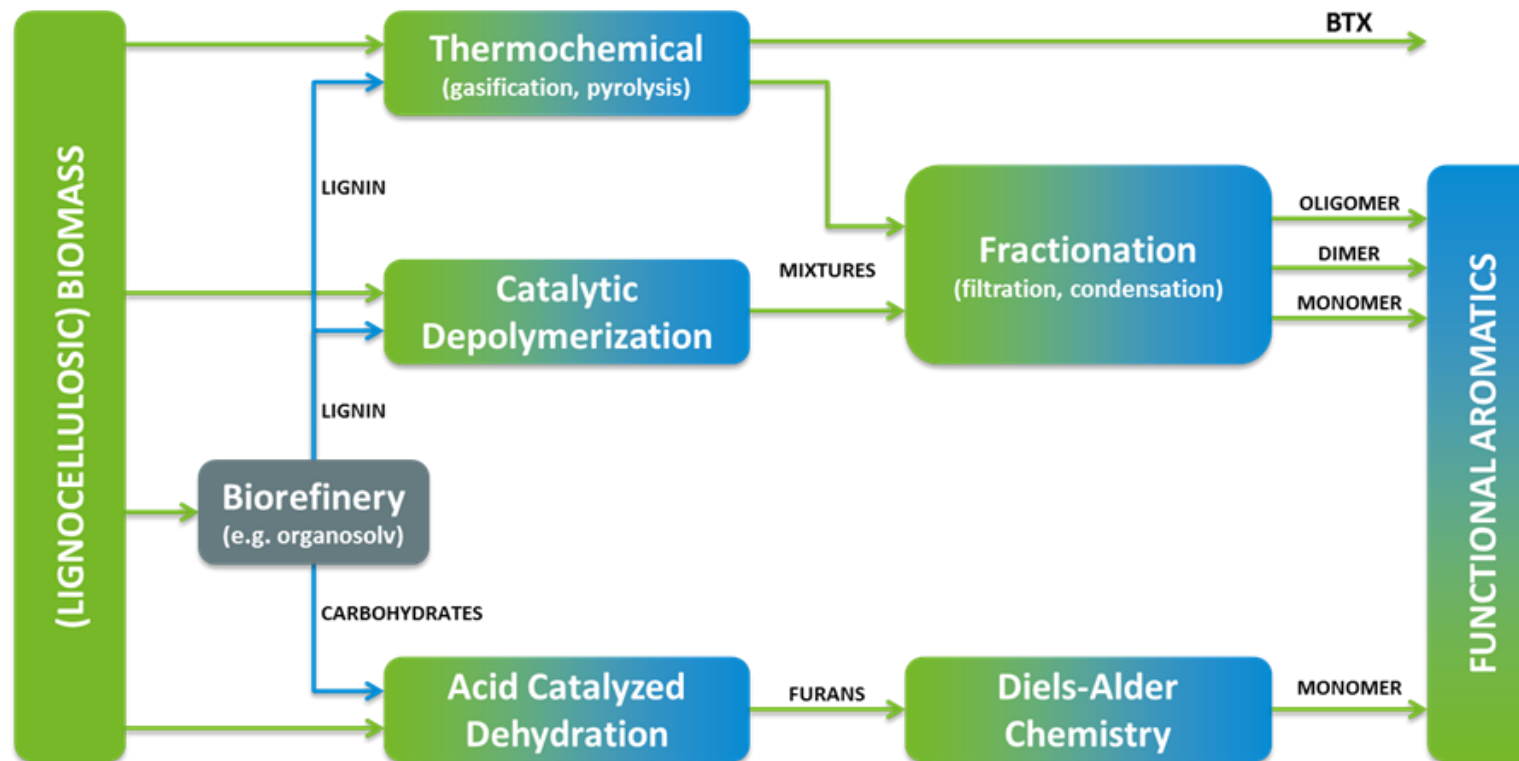 (LIGNOCELLULOSIC) BIOMASS
Thermochemical
(gasification, pyrolysis)
BTX
LIGNIN
Catalytic
Depolymerization
MIXTURES
Fractionation
(filtration, condensation)
OLIGOMER
DIMER
MONOMER
LIGNIN
Biorefinery
(e.g. organosolv)
CARBOHYDRATES
Acid Catalyzed
Dehydration
FURANS
Diels-Alder
Chemistry
MONOMER
FUNCTIONAL AROMATICS